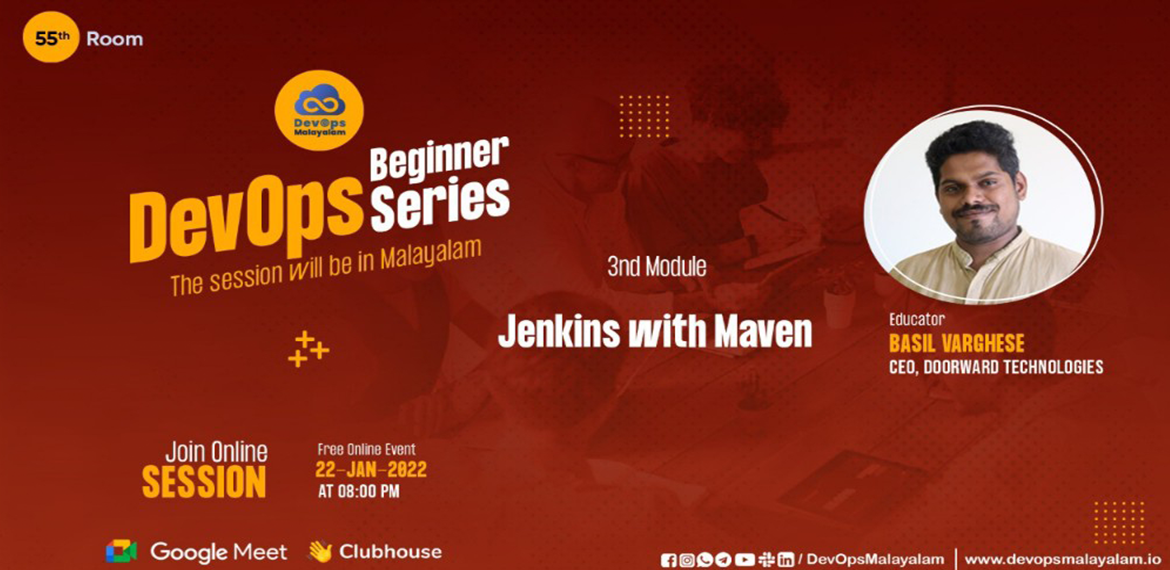 55th Room
DevOps
Malayalam
DevOps Beginner
Series
The session will be in Malayalam
3nd Module
Jenkins with Maven
Educator
BASIL VARGHESE
CEO, DOORWARD TECHNOLOGIES
Join Online
SESSION
Free Online Event
22-JAN-2022
AT 08:00 PM
Google Meet
Clubhouse
/ DevOpsMalayalam | www.devopsmalayalam.io